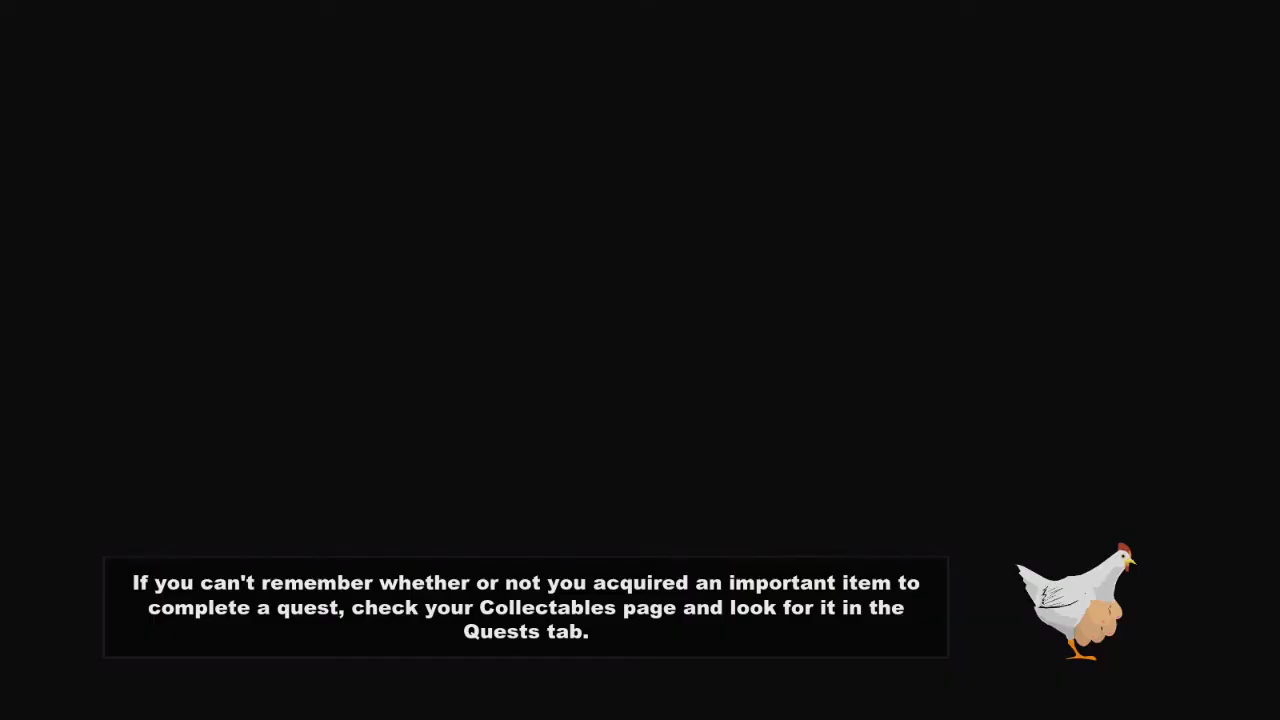 If you can't remember whether or not you acquired an important item to
complete a quest, check your Collectables page and look for it in the
Quests tab.